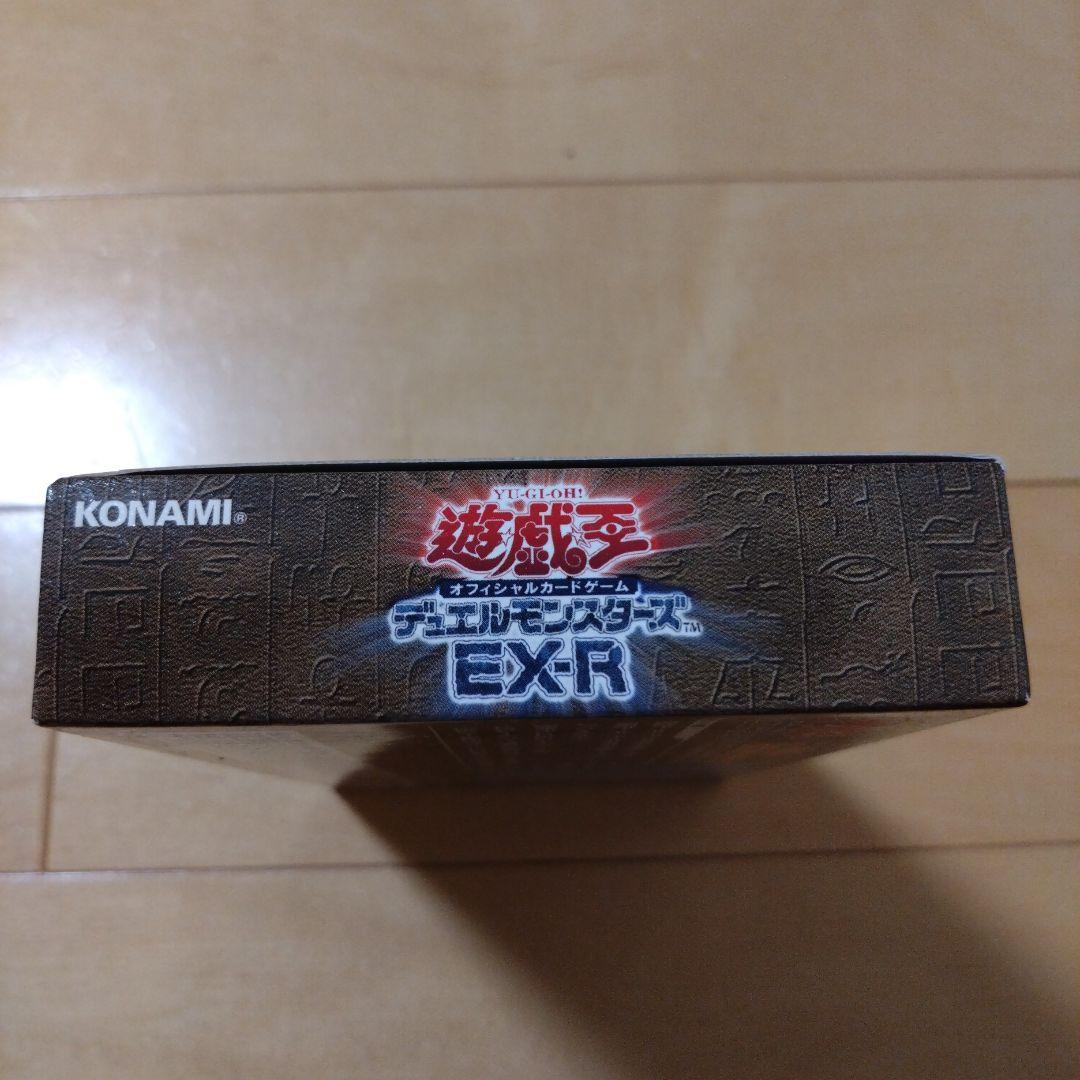 KONAMI®
YU-GI-OH!
遊戯王
オフィシャルカードゲーム
デュエルモンスターズ™
EX-R